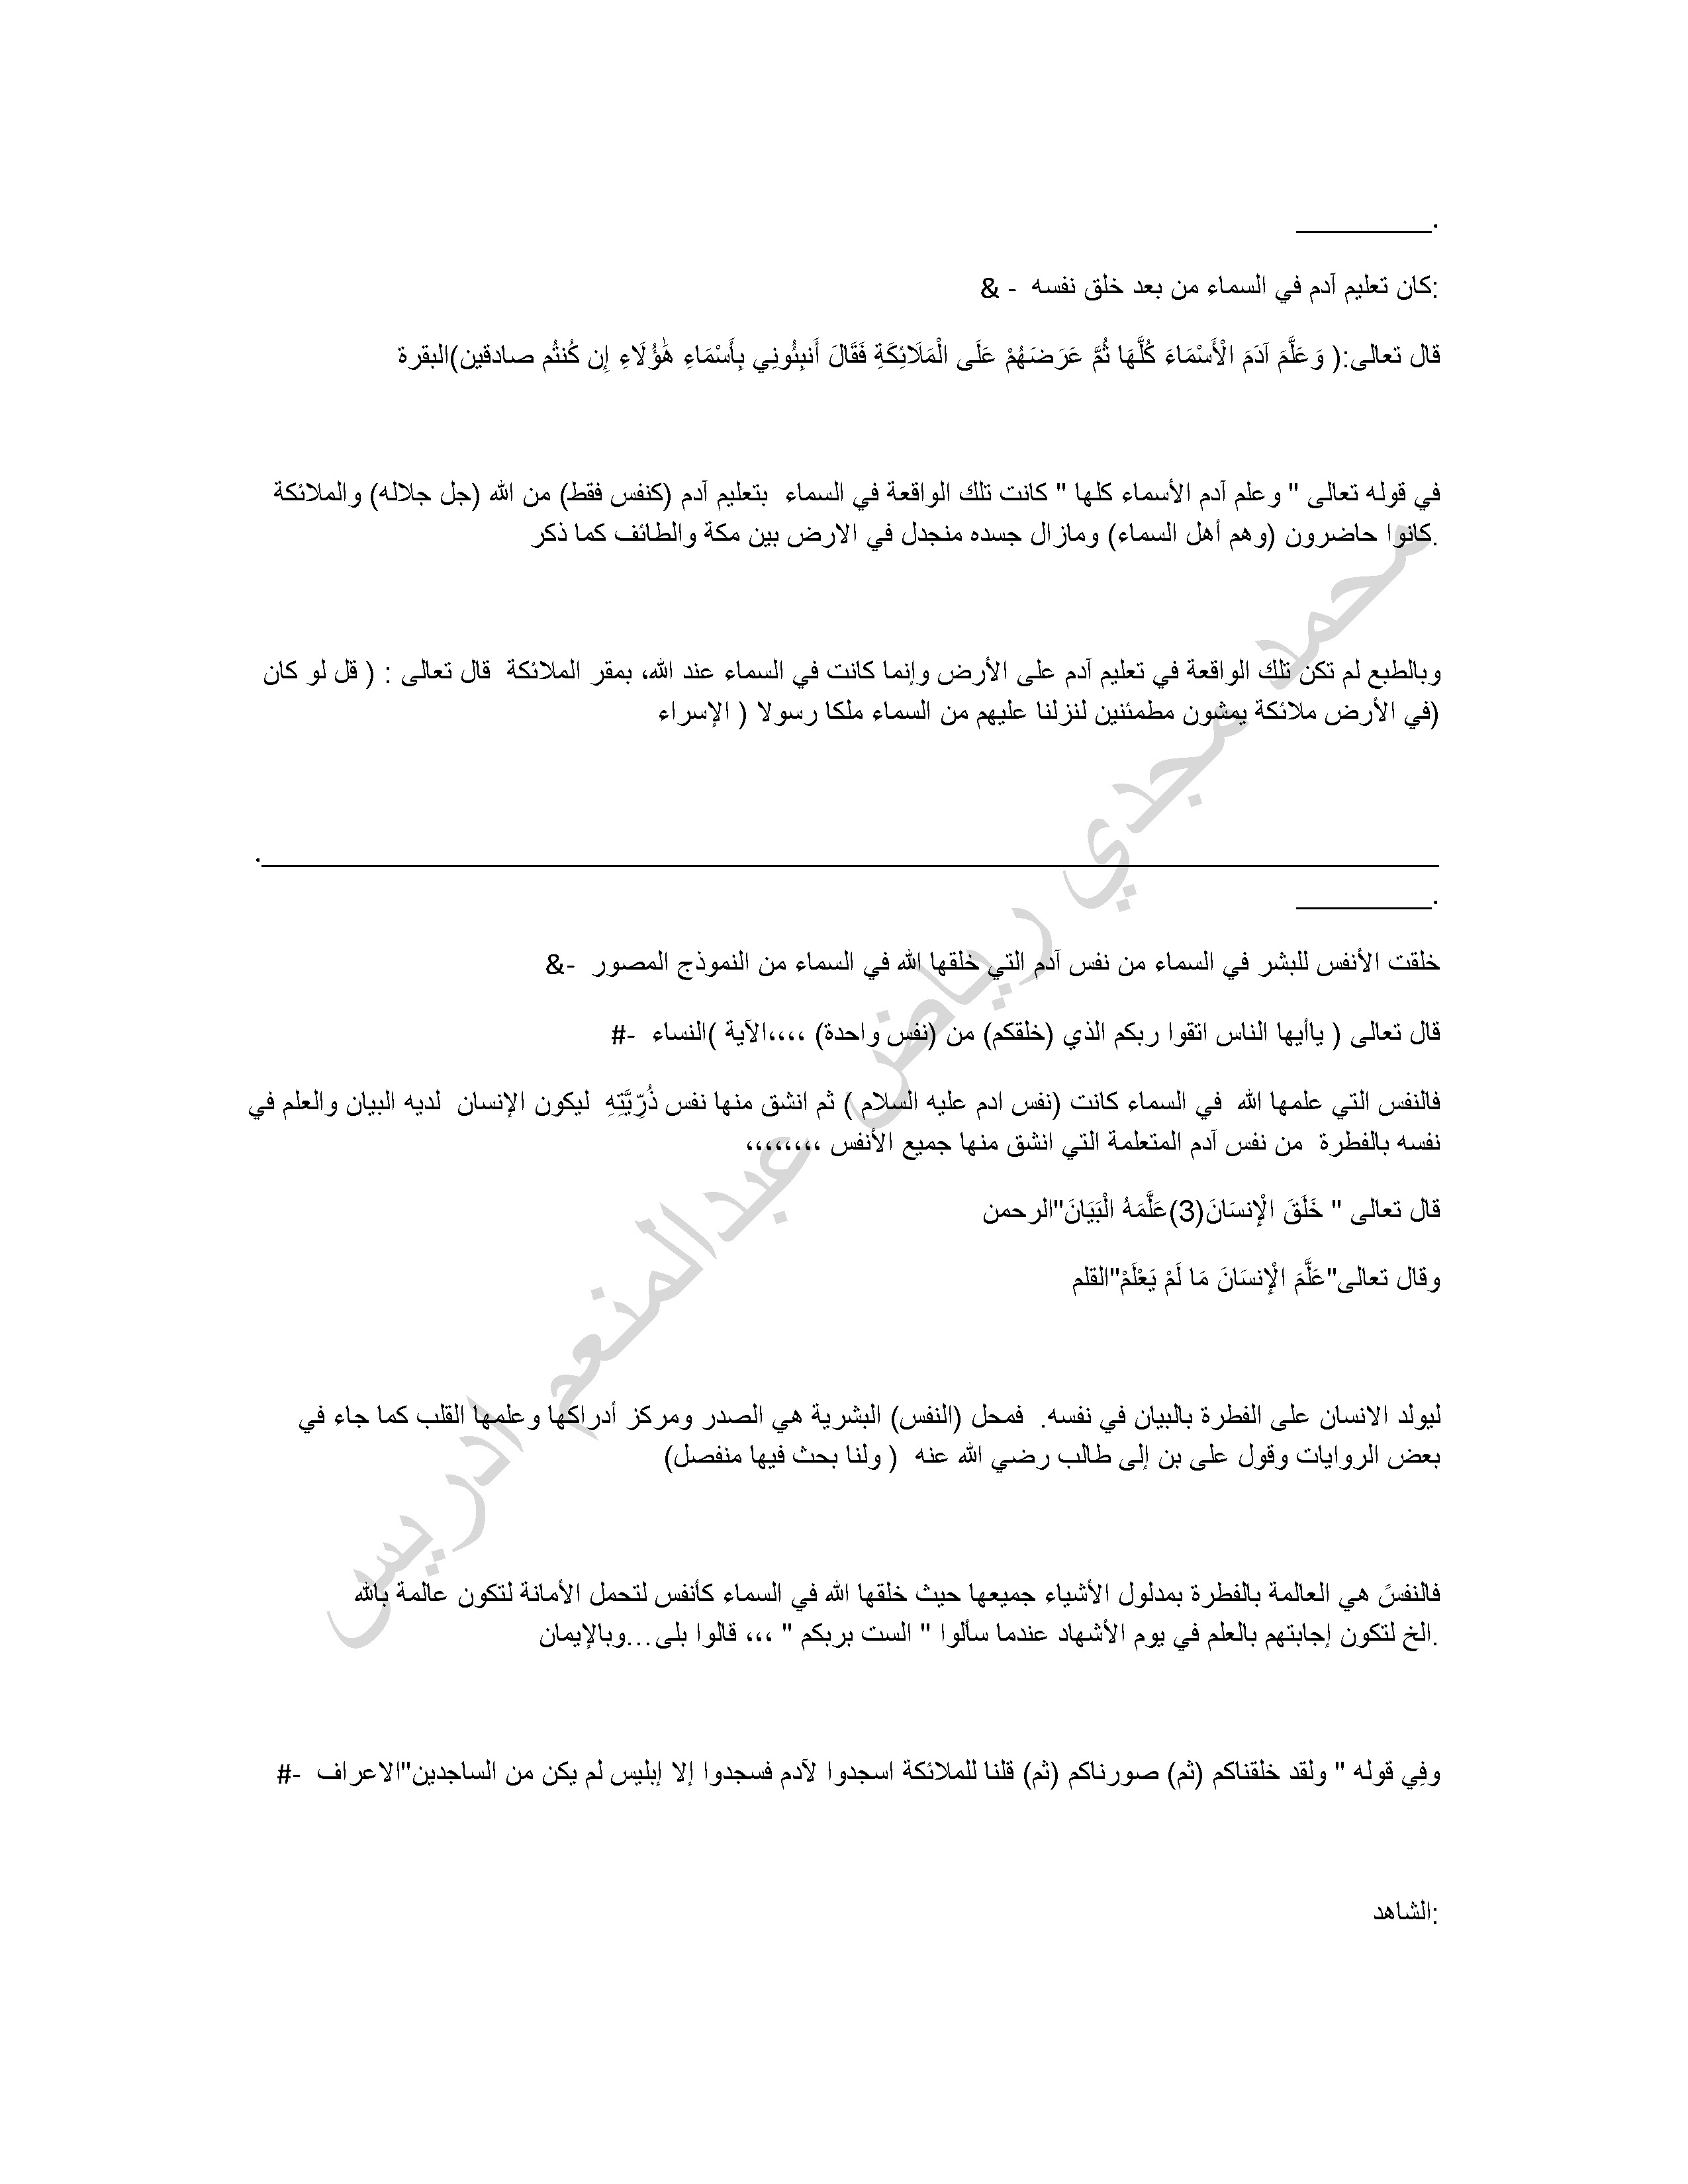 _________.
:كان تعليم آدم في السماء من بعد خلق نفسه - &
قال تعالى:( وَعَلَّمَ آدَمَ الْأَسْمَاءَ كُلَّهَا ثُمَّ عَرَضَهُمْ عَلَى الْمَلَائِكَةِ فَقَالَ أَنبِئُونِي بِأَسْمَاءِ هَٰؤُلَاءِ إِن كُنتُم صادقين)البقرة
في قوله تعالى " وعلم آدم الأسماء كلها " كانت تلك الواقعة في السماء بتعليم آدم (كنفس فقط) من الله (جل جلاله) والملائكة
.كانوا حاضرون (وهم أهل السماء) ومازال جسده منجدل في الارض بين مكة والطائف كما ذكر
وبالطبع لم تكن تلك الواقعة في تعليم آدم على الأرض وإنما كانت في السماء عند الله، بمقر الملائكة قال تعالى : ( قل لو كان
(في الأرض ملائكة يمشون مطمئنين لنزلنا عليهم من السماء ملكا رسولا ( الإسراء
______________________________________________________________________________.
_________.
خلقت الأنفس للبشر في السماء من نفس آدم التي خلقها الله في السماء من النموذج المصور -&
قال تعالى ( ياأيها الناس اتقوا ربكم الذي (خلقكم) من (نفس واحدة) ،،،،الآية )النساء -#
فالنفس التي علمها الله في السماء كانت (نفس ادم عليه السلام ) ثم انشق منها نفس ذُرِّيَّتِهِ ليكون الإنسان لديه البيان والعلم في
نفسه بالفطرة من نفس آدم المتعلمة التي انشق منها جميع الأنفس ،،،،،،،،
قال تعالى " خَلَقَ الْإِنسَانَ(3)عَلَّمَهُ الْبَيَانَ"الرحمن
وقال تعالى"عَلَّمَ الْإِنسَانَ مَا لَمْ يَعْلَمْ"القلم
ليولد الانسان على الفطرة بالبيان في نفسه. فمحل (النفس) البشرية هي الصدر ومركز أدراكها وعلمها القلب كما جاء في
بعض الروايات وقول على بن إلى طالب رضي الله عنه ( ولنا بحث فيها منفصل)
فالنفسً هي العالمة بالفطرة بمدلول الأشياء جميعها حيث خلقها الله في السماء كأنفس لتحمل الأمانة لتكون عالمة بالله
.الخ لتكون إجابتهم بالعلم في يوم الأشهاد عندما سألوا " الست بربكم " ،،، قالوا بلى…وبالإيمان
وفِي قوله " ولقد خلقناكم (ثم) صورناكم (ثم) قلنا للملائكة اسجدوا لآدم فسجدوا إلا إبليس لم يكن من الساجدين"الاعراف -#
:الشاهد
محمد مجدي رياض عبدالمنعم ادريس